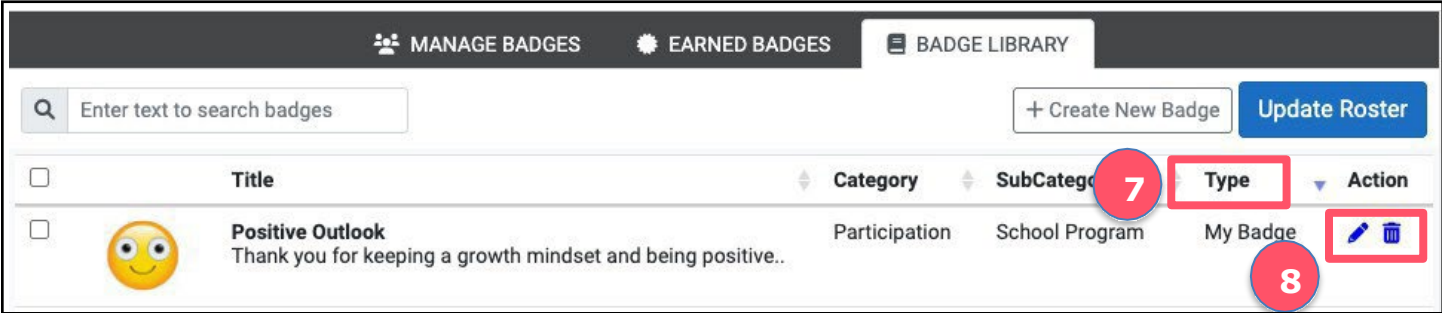 MANAGE BADGES EARNED BADGES BADGE LIBRARY
Enter text to search badges + Create New Badge Update Roster
Title Category SubCatego 7 Type Action
Positive Outlook Participation School Program My Badge
Thank you for keeping a growth mindset and being positive..
8